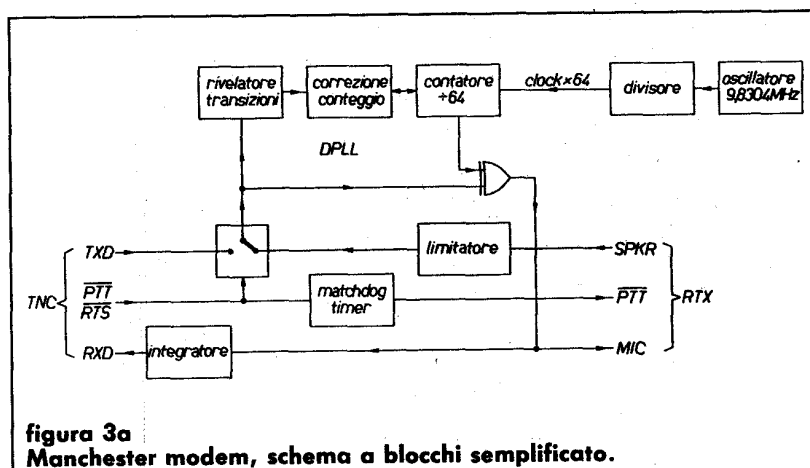 rivelatore
transizioni
correzione
conteggio
contatore
÷64
clock×64
divisore
oscillatore
9,8304MHz
DPLL
TXD
limitatore
SPKR
TNC
PTT
RTS
matchdog
timer
PTT
RTX
RXD
integratore
MIC
figura 3a
Manchester modem, schema a blocchi semplificato.